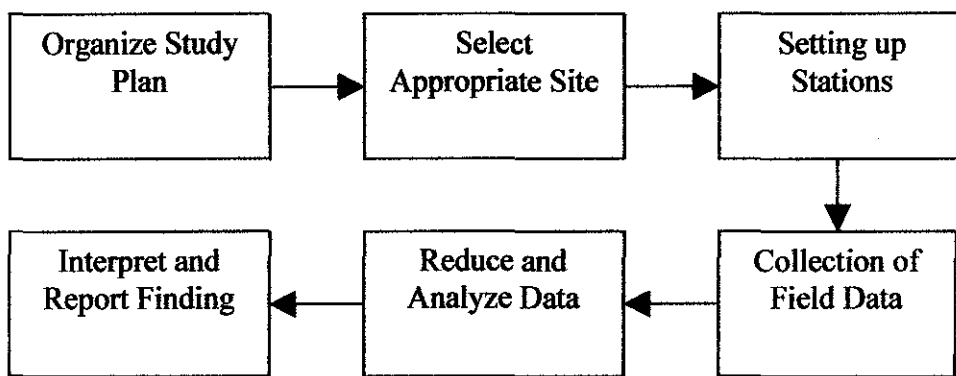 Organize Study
Plan
Select
Appropriate Site
Setting up
Stations
Collection of
Field Data
Reduce and
Analyze Data
Interpret and
Report Finding